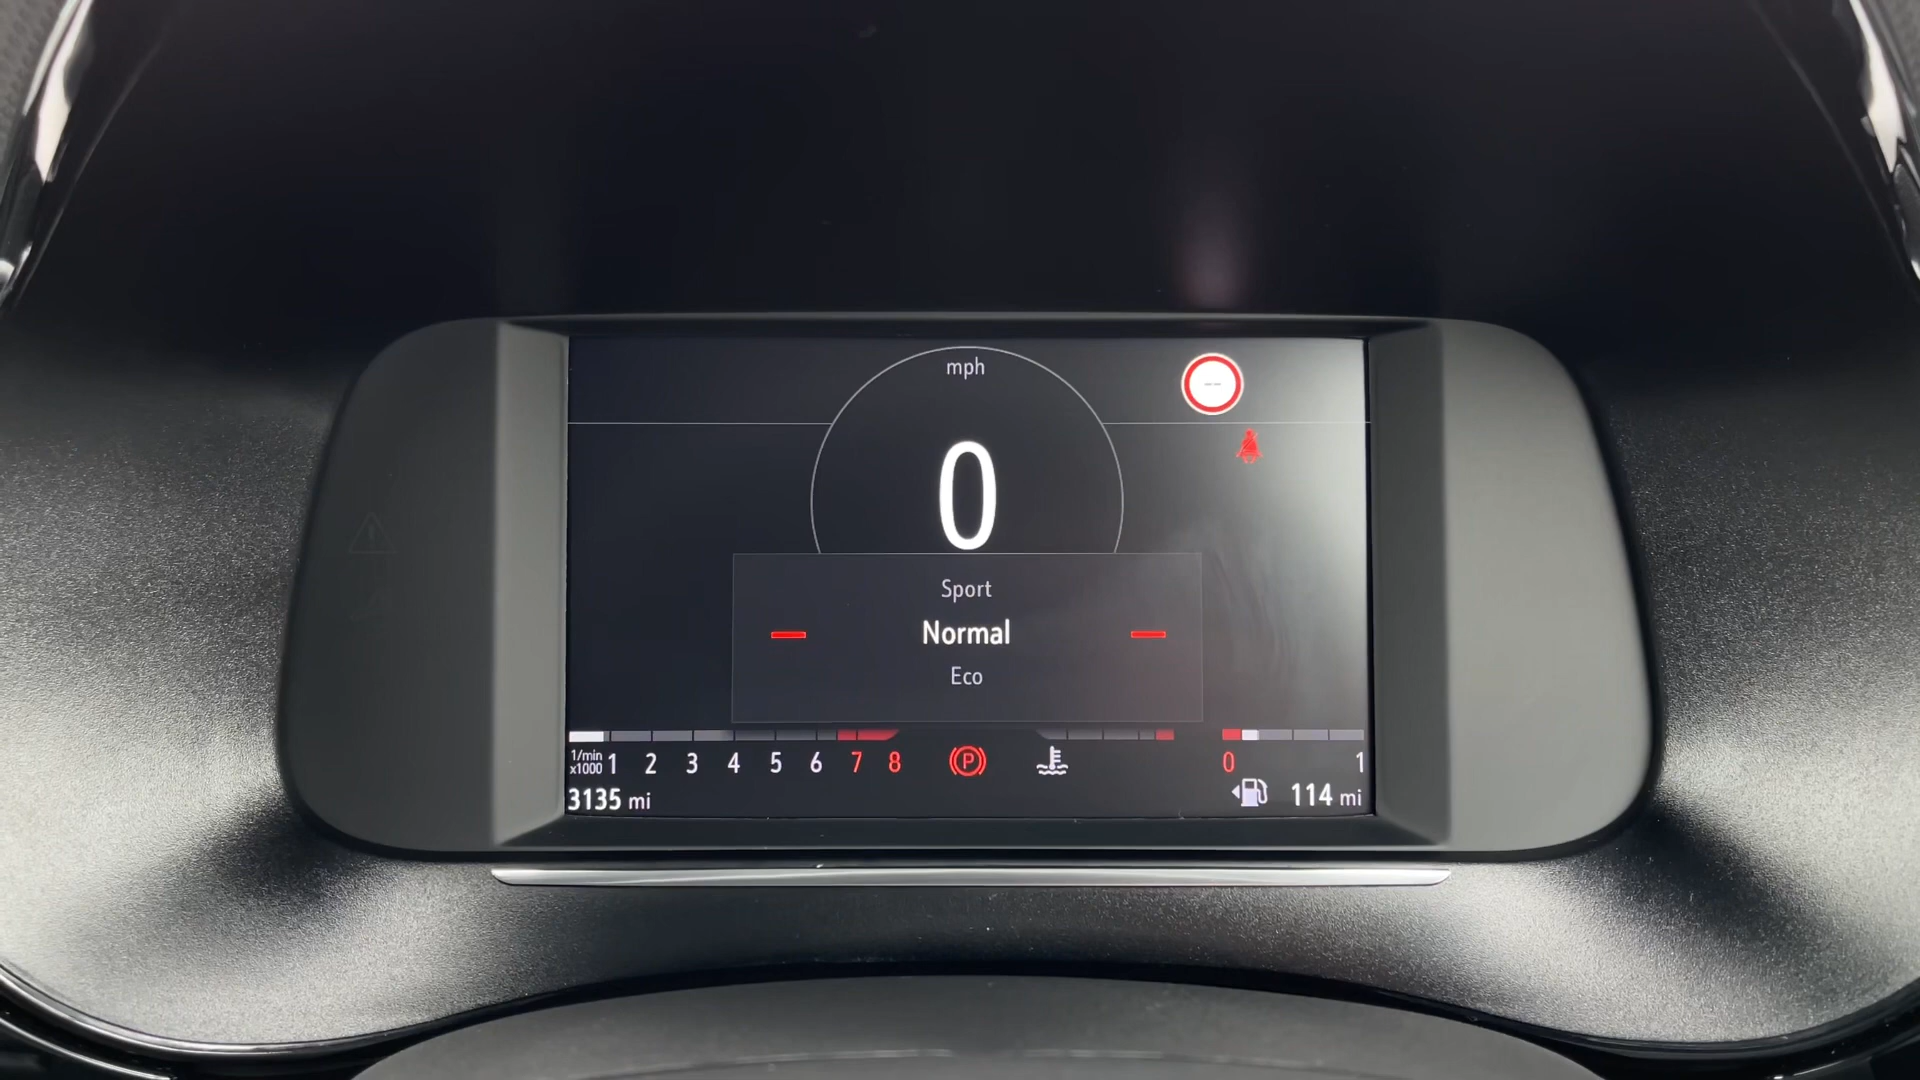 mph
--
0
Sport
Normal
Eco
1/min
x1000 1 2 3 4 5 6 7 8 P 0 1
3135 mi 114 mi